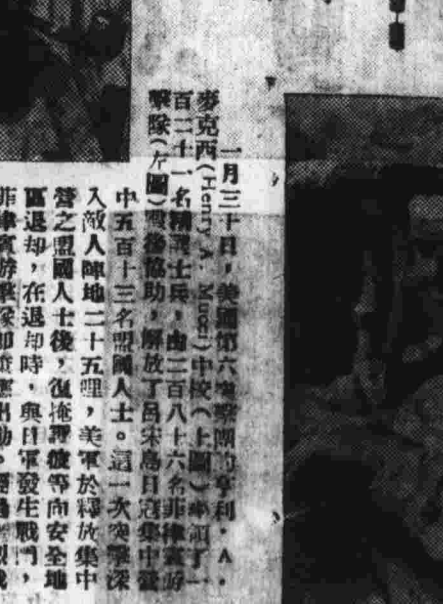 一月三十日，美國第六突擊團的亨利·A·
麥克西(Henry A. Mucci)中校(上圖)率領了一
百二十一名精選士兵，由二百八十六名菲律賓游
擊隊(左圖)殿後協助，解放了呂宋島日寇集中營
中五百十三名盟國人士。這一次突擊深
入敵人陣地二十五哩，美軍於釋放集中
營之盟國人士後，復掩護彼等向安全地
區退却，在退却時，與日軍發生戰鬥，
菲律賓游擊隊